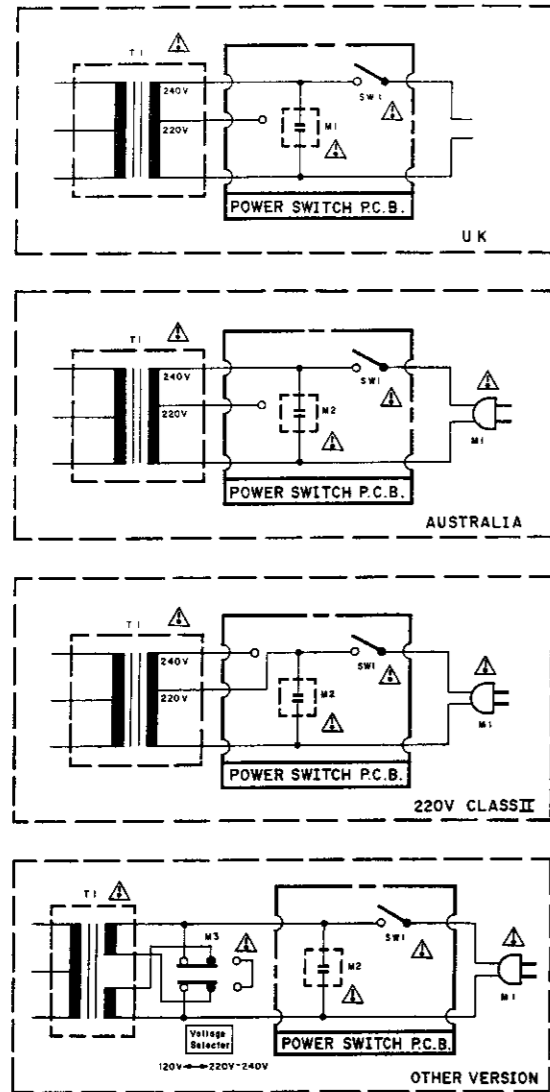 T1
240V
220V
SW1
M1
POWER SWITCH P.C.B.
UK
T1
240V
220V
SW1
M2
M1
POWER SWITCH P.C.B.
AUSTRALIA
T1
240V
220V
SW1
M2
M1
POWER SWITCH P.C.B.
220V CLASS II
T1
M3
SW1
M2
M1
Voltage
Selector
120V ↔ 220V-240V
POWER SWITCH P.C.B.
OTHER VERSION